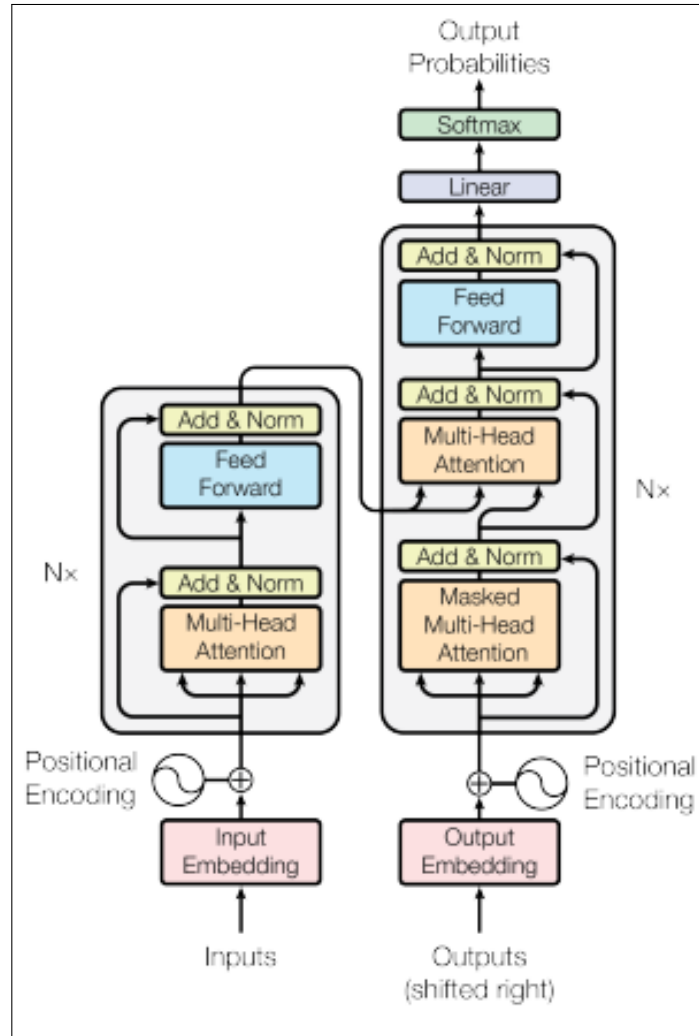 Output
Probabilities
Softmax
Linear
Add & Norm
Feed
Forward
Add & Norm
Multi-Head
Attention
N×
Add & Norm
Masked
Multi-Head
Attention
Add & Norm
Feed
Forward
N×
Add & Norm
Multi-Head
Attention
Positional
Encoding
Positional
Encoding
Input
Embedding
Output
Embedding
Inputs
Outputs
(shifted right)